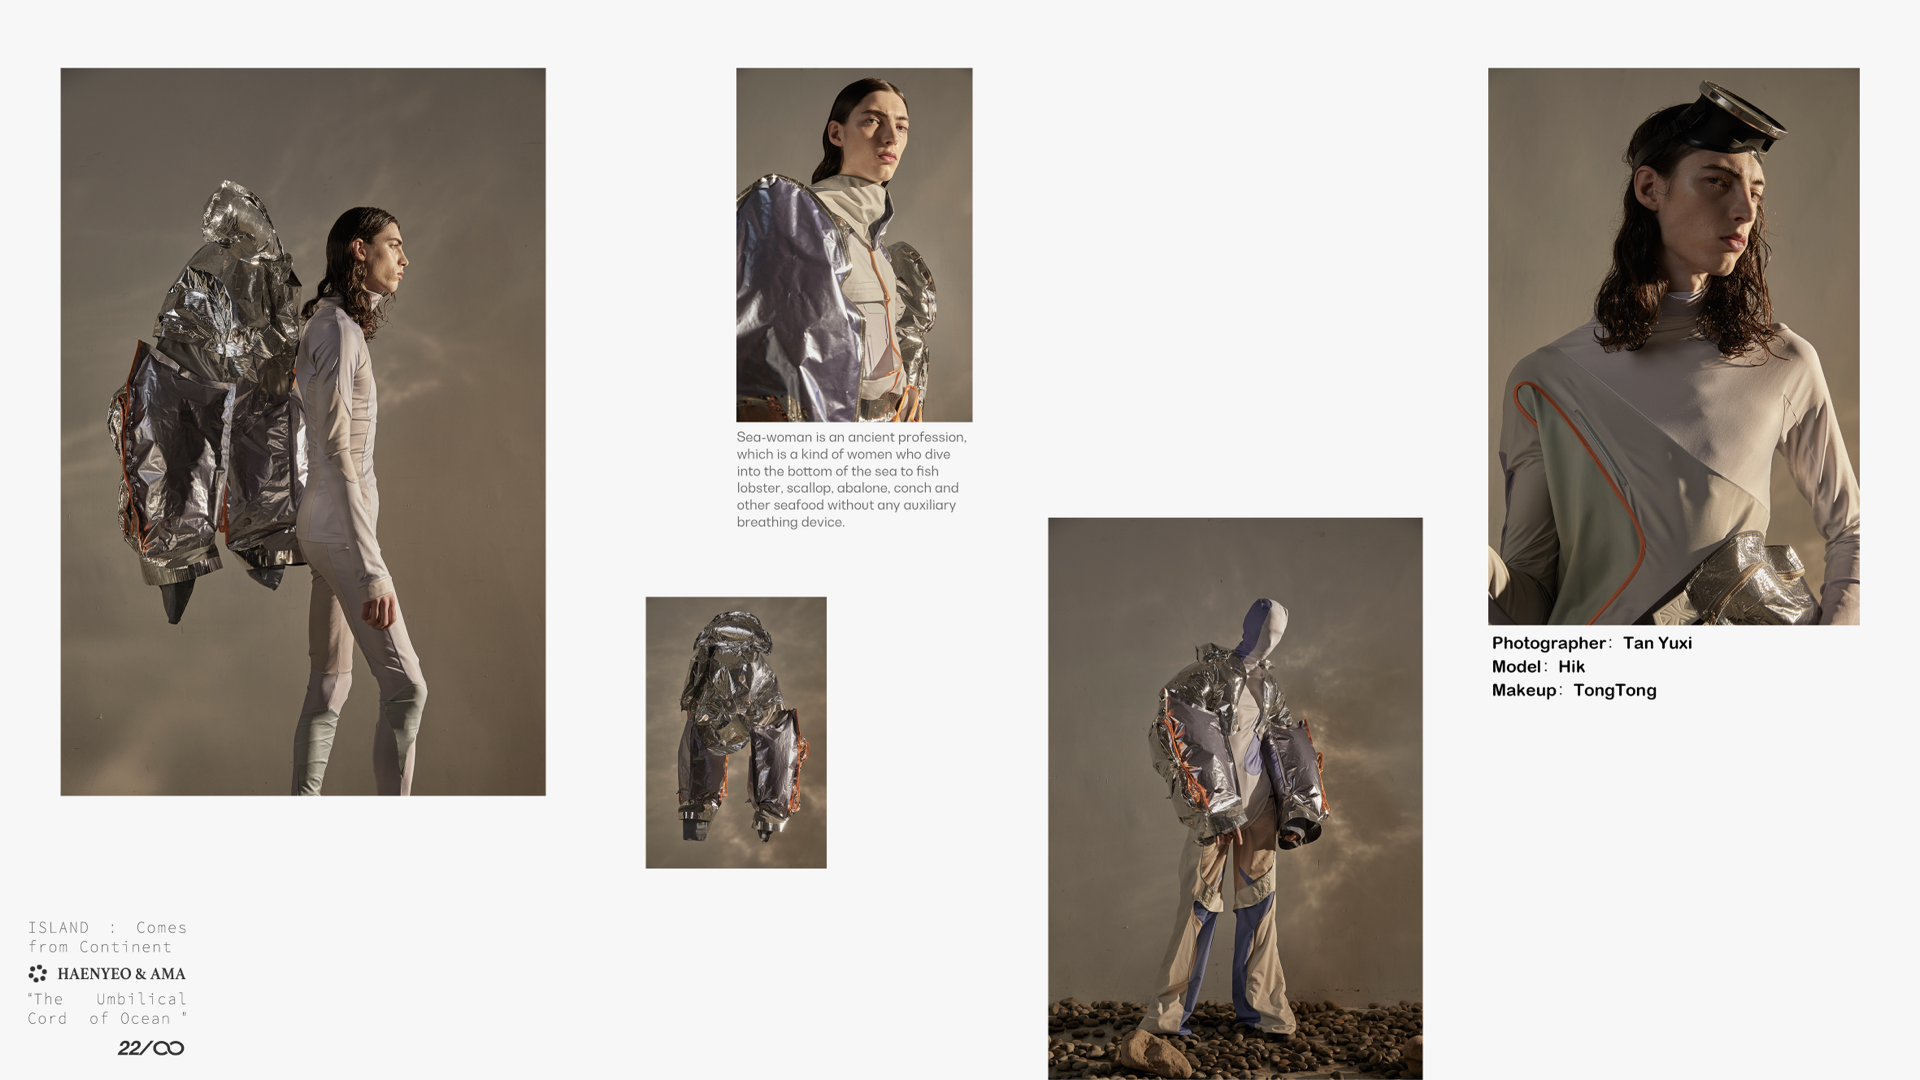 Sea-woman is an ancient profession,
which is a kind of women who dive
into the bottom of the sea to fish
lobster, scallop, abalone, conch and
other seafood without any auxiliary
breathing device.
Photographer： Tan Yuxi
Model： Hik
Makeup： TongTong
ISLAND : Comes
from Continent
HAENYEO & AMA
"The Umbilical
Cord of Ocean "
22/∞